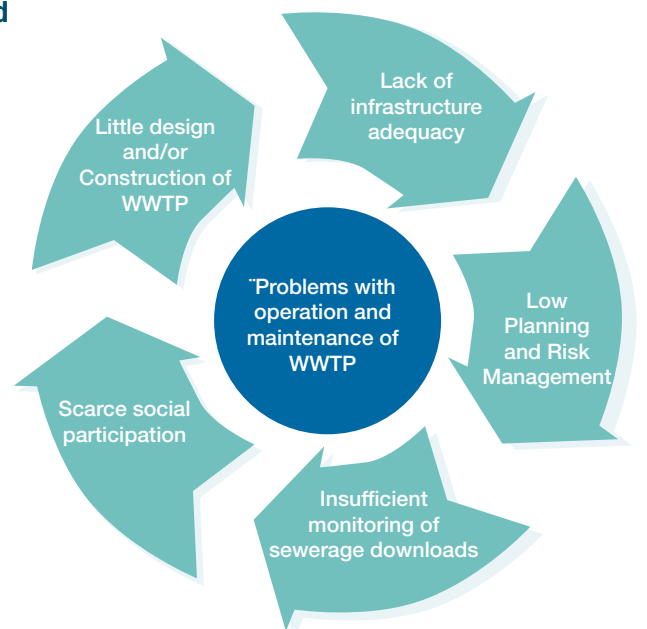 d
Lack of
infrastructure
adequacy
Low
Planning
and Risk
Management
Insufficient
monitoring of
sewerage downloads
Scarce social
participation
Little design
and/or
Construction of
WWTP
¨Problems with
operation and
maintenance of
WWTP